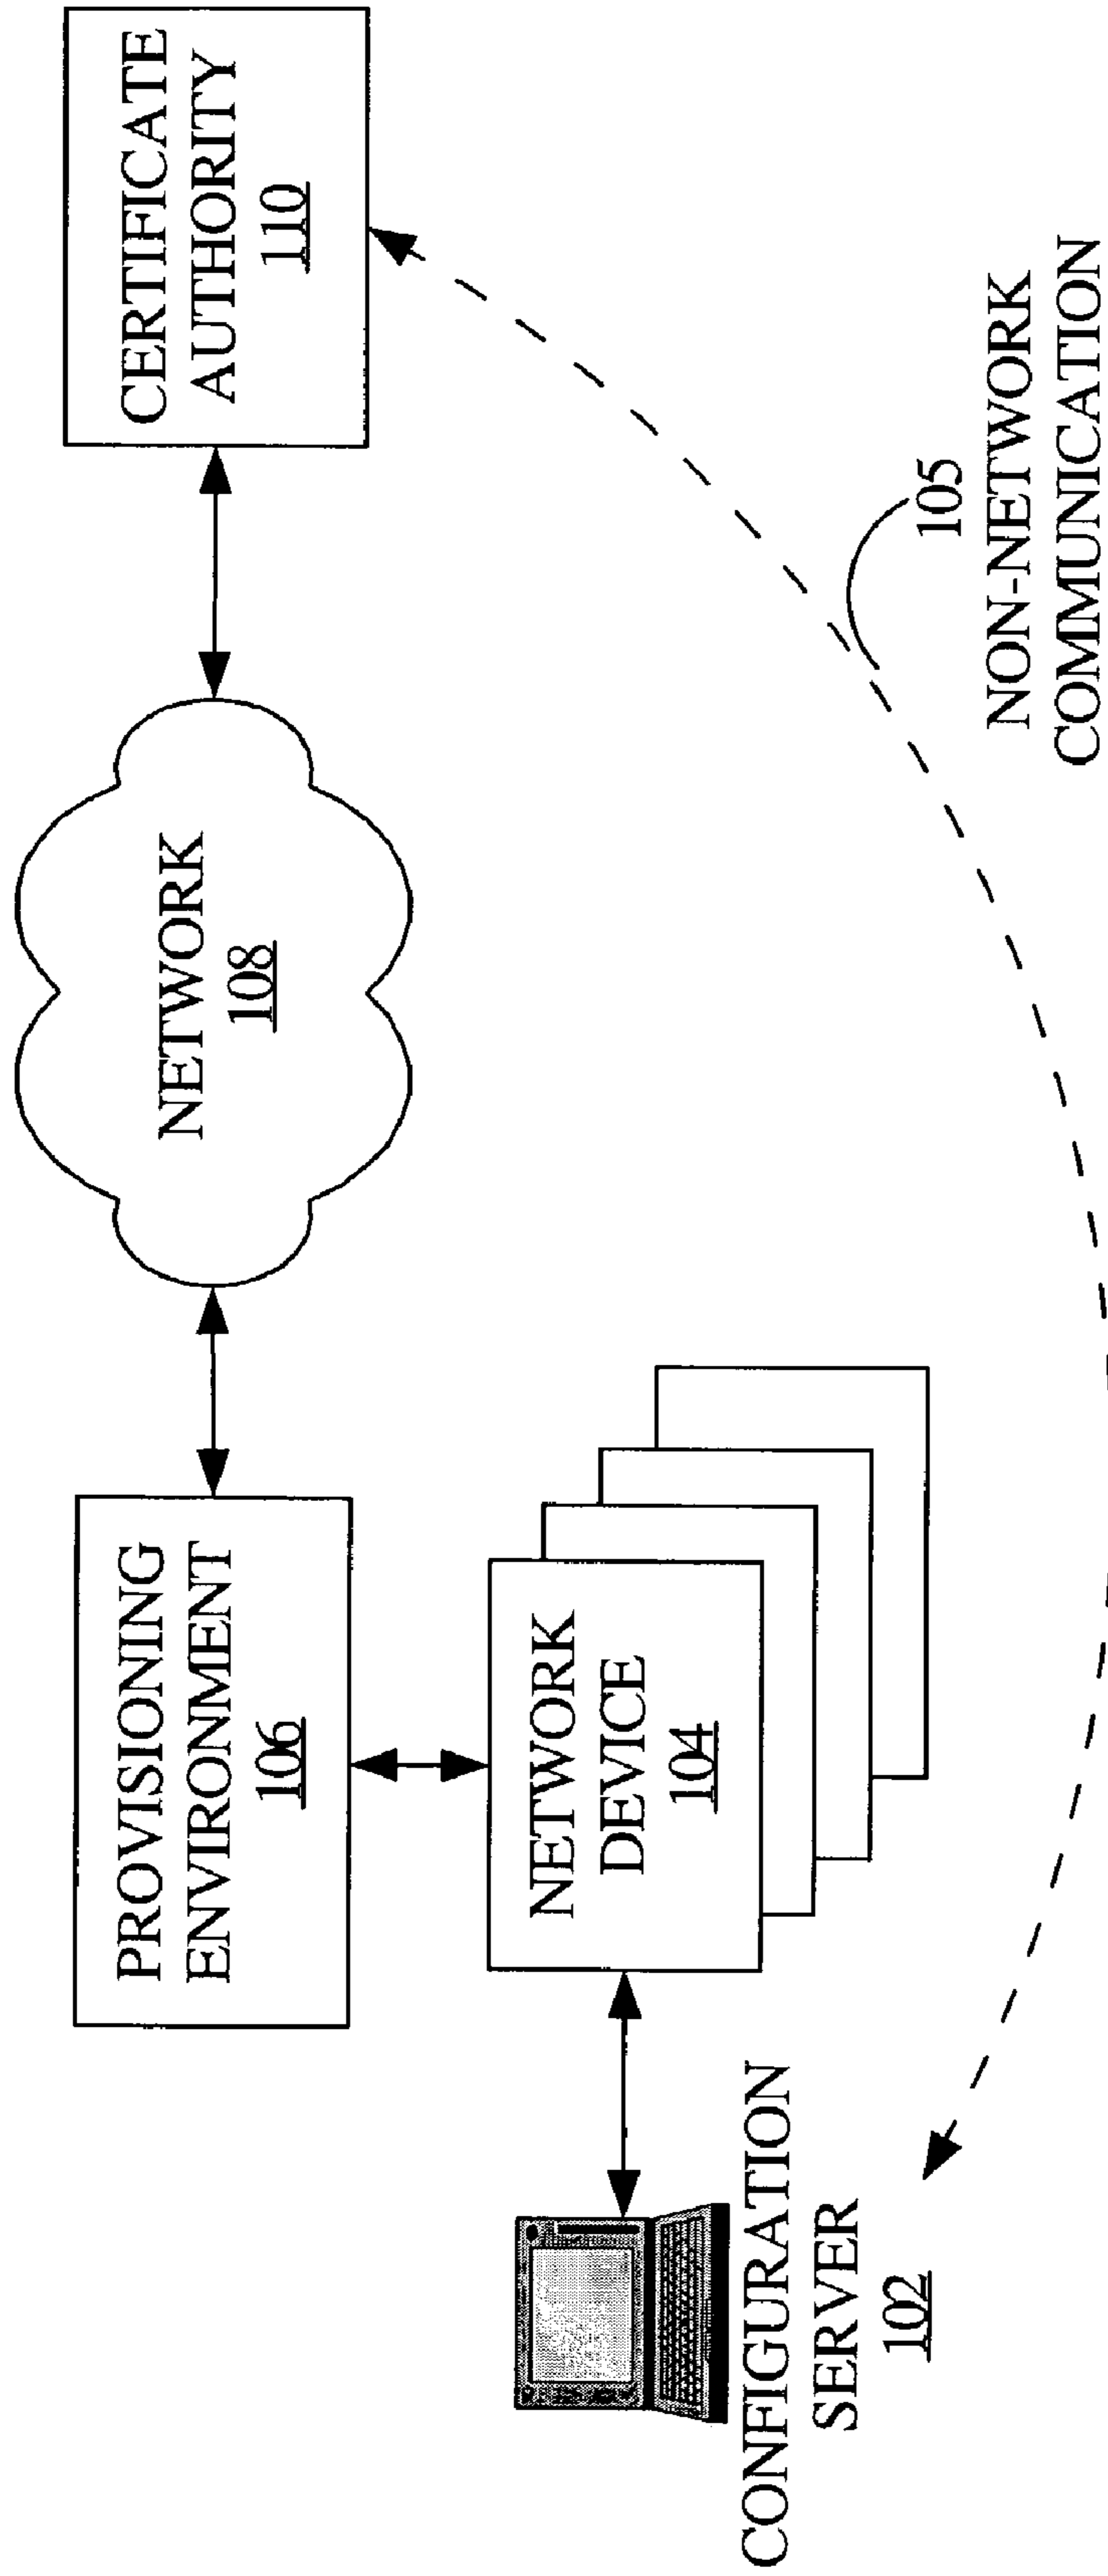 PROVISIONING
ENVIRONMENT
106
NETWORK
108
CERTIFICATE
AUTHORITY
110
NETWORK
DEVICE
104
CONFIGURATION
SERVER
102
105
NON-NETWORK
COMMUNICATION